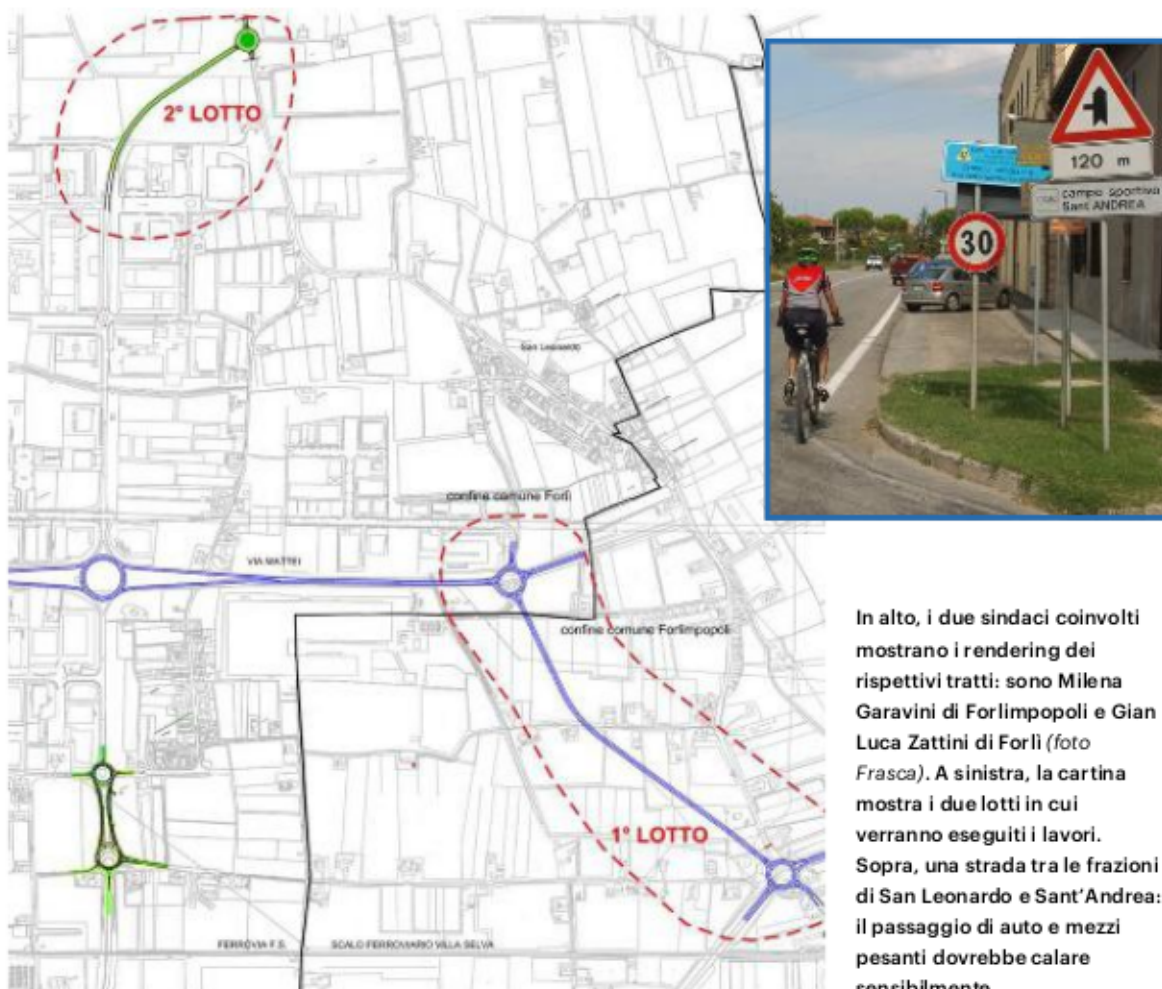 2° LOTTO
San Leonardo
confine comune Forlì
VIA MATTEI
confine comune Forlimpopoli
1° LOTTO
FERROVIA F.S.
SCALO FERROVIARIO VILLA SELVA
120 m
campo sportivo
Sant'ANDREA
30
In alto, i due sindaci coinvolti
mostrano i rendering dei
rispettivi tratti: sono Milena
Garavini di Forlimpopoli e Gian
Luca Zattini di Forlì (foto
Frasca). A sinistra, la cartina
mostra i due lotti in cui
verranno eseguiti i lavori.
Sopra, una strada tra le frazioni
di San Leonardo e Sant'Andrea:
il passaggio di auto e mezzi
pesanti dovrebbe calare
sensibilmente